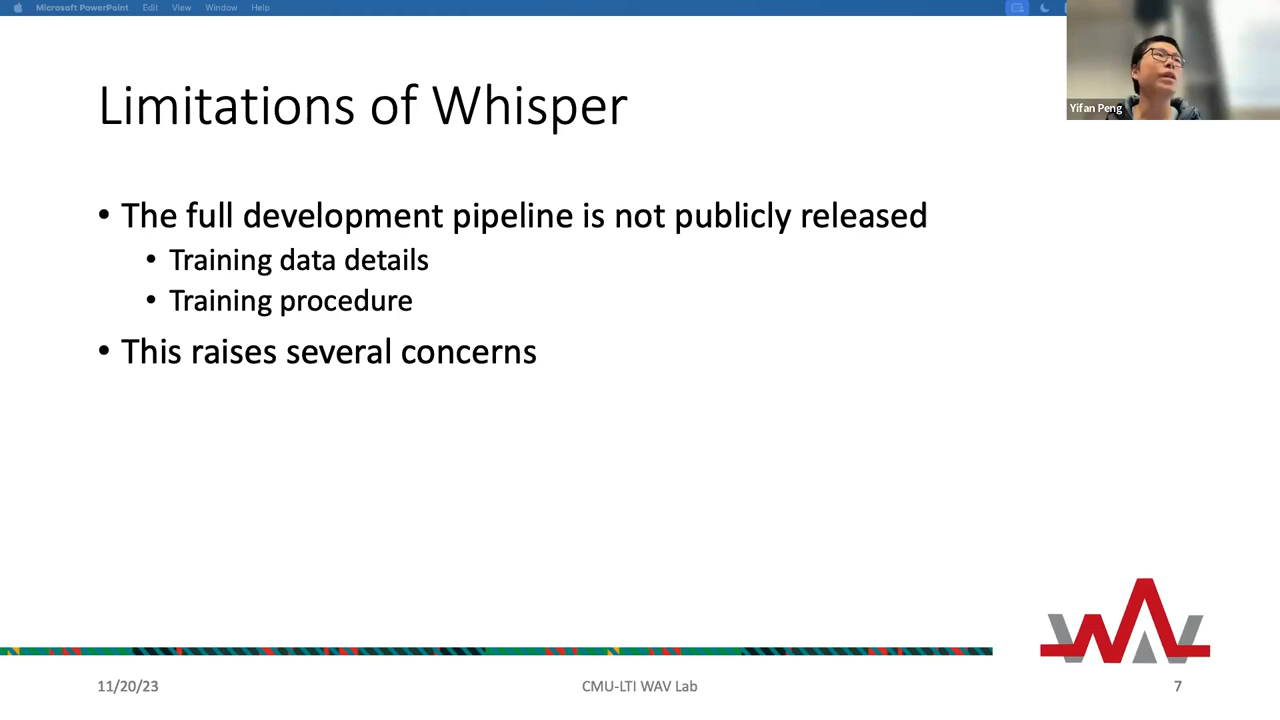 Microsoft PowerPoint Edit View Window Help
Yifan Peng
Limitations of Whisper
• The full development pipeline is not publicly released
• Training data details
• Training procedure
• This raises several concerns
WAV
11/20/23 CMU-LTI WAV Lab 7